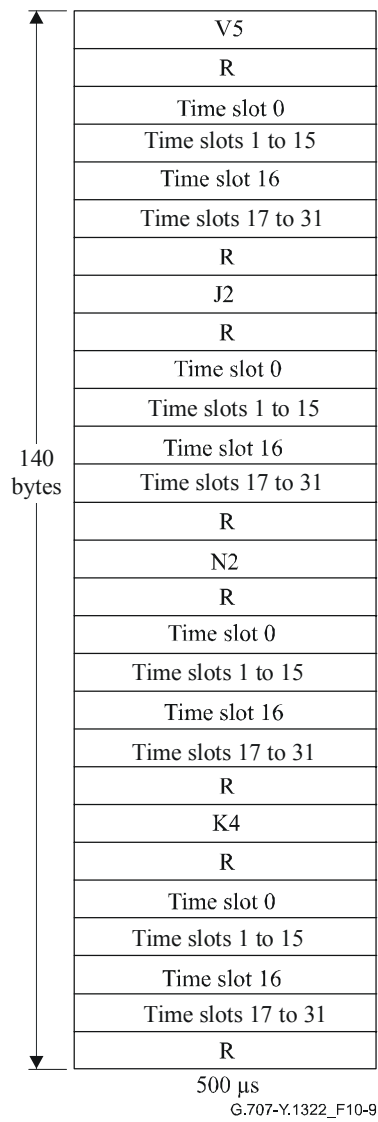 V5
R
Time slot 0
Time slots 1 to 15
Time slot 16
Time slots 17 to 31
R
J2
R
Time slot 0
Time slots 1 to 15
Time slot 16
Time slots 17 to 31
R
N2
R
Time slot 0
Time slots 1 to 15
Time slot 16
Time slots 17 to 31
R
K4
R
Time slot 0
Time slots 1 to 15
Time slot 16
Time slots 17 to 31
R
140
bytes
500 µs
G.707-Y.1322_F10-9